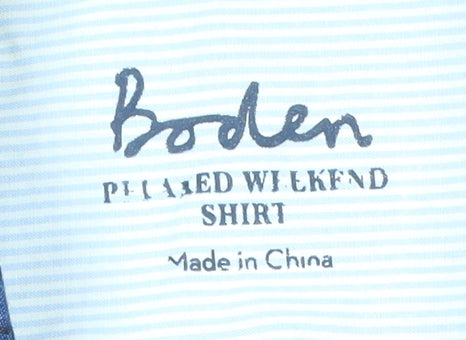 Boden
RELAXED WEEKEND
SHIRT
Made in China